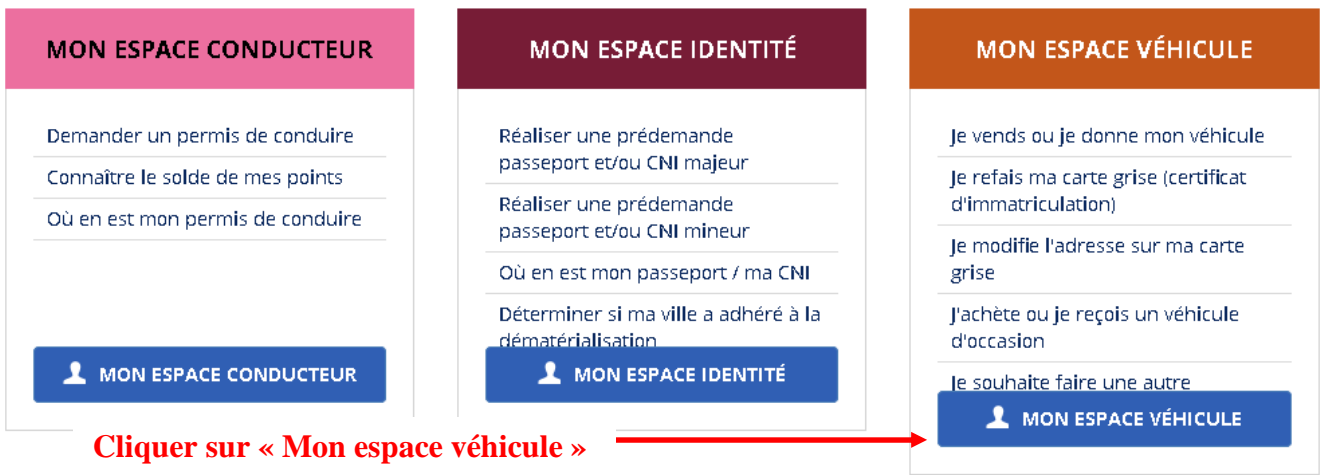 MON ESPACE CONDUCTEUR
Demander un permis de conduire
Connaître le solde de mes points
Où en est mon permis de conduire
MON ESPACE CONDUCTEUR
MON ESPACE IDENTITÉ
Réaliser une prédemande
passeport et/ou CNI majeur
Réaliser une prédemande
passeport et/ou CNI mineur
Où en est mon passeport / ma CNI
Déterminer si ma ville a adhéré à la
dématérialisation
MON ESPACE IDENTITÉ
MON ESPACE VÉHICULE
Je vends ou je donne mon véhicule
Je refais ma carte grise (certificat
d'immatriculation)
Je modifie l'adresse sur ma carte
grise
J'achète ou je reçois un véhicule
d'occasion
Je souhaite faire une autre
MON ESPACE VÉHICULE
Cliquer sur « Mon espace véhicule »